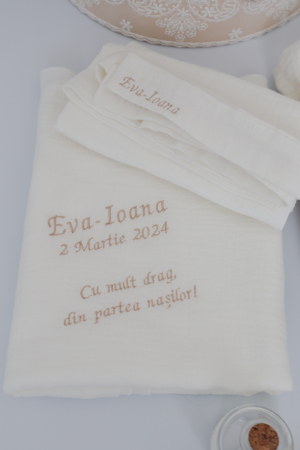 Eva-Ioana
Eva-Ioana
2 Martie 2024
Cu mult drag,
din partea nașilor!